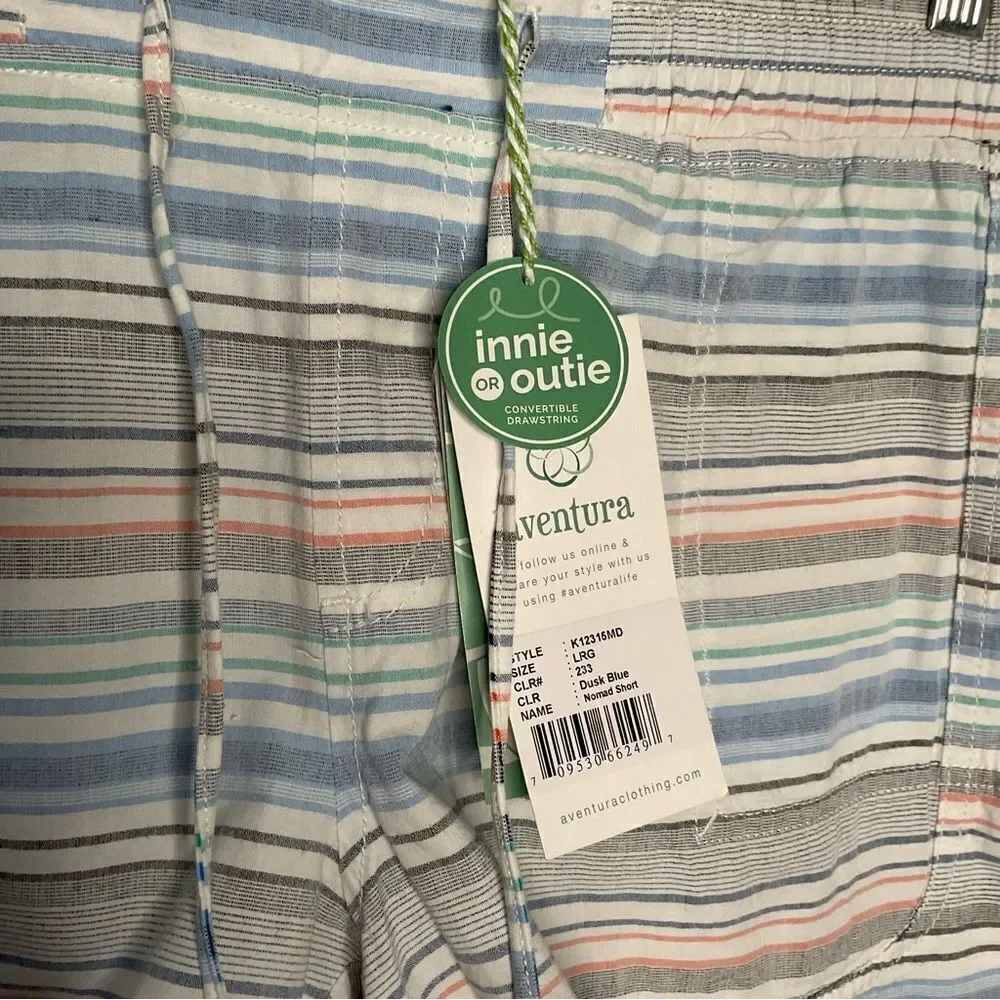 innie
OR outie
CONVERTIBLE
DRAWSTRING
aventura
follow us online &
are your style with us
using #aventuralife
STYLE : K12315MD
SIZE : LRG
CLR# : 233
CLR : Dusk Blue
NAME : Nomad Short
7 09530 66249 7
aventuraclothing.com